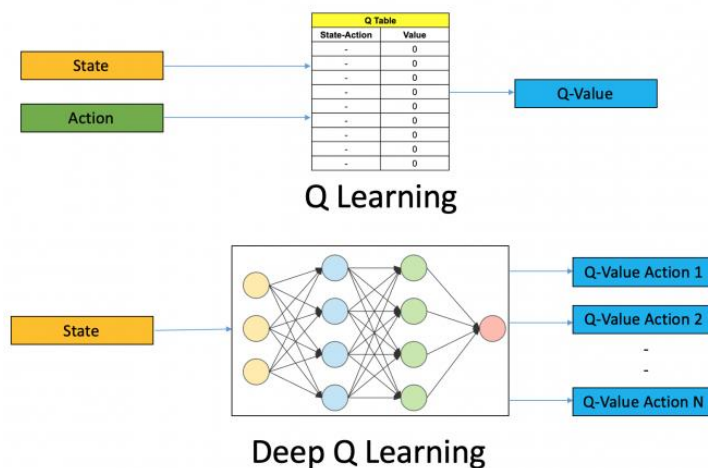 Q Table
State-Action Value
- 0
- 0
- 0
- 0
- 0
- 0
- 0
- 0
- 0
State
Action
Q-Value
Q Learning
State
Q-Value Action 1
Q-Value Action 2
-
-
Q-Value Action N
Deep Q Learning